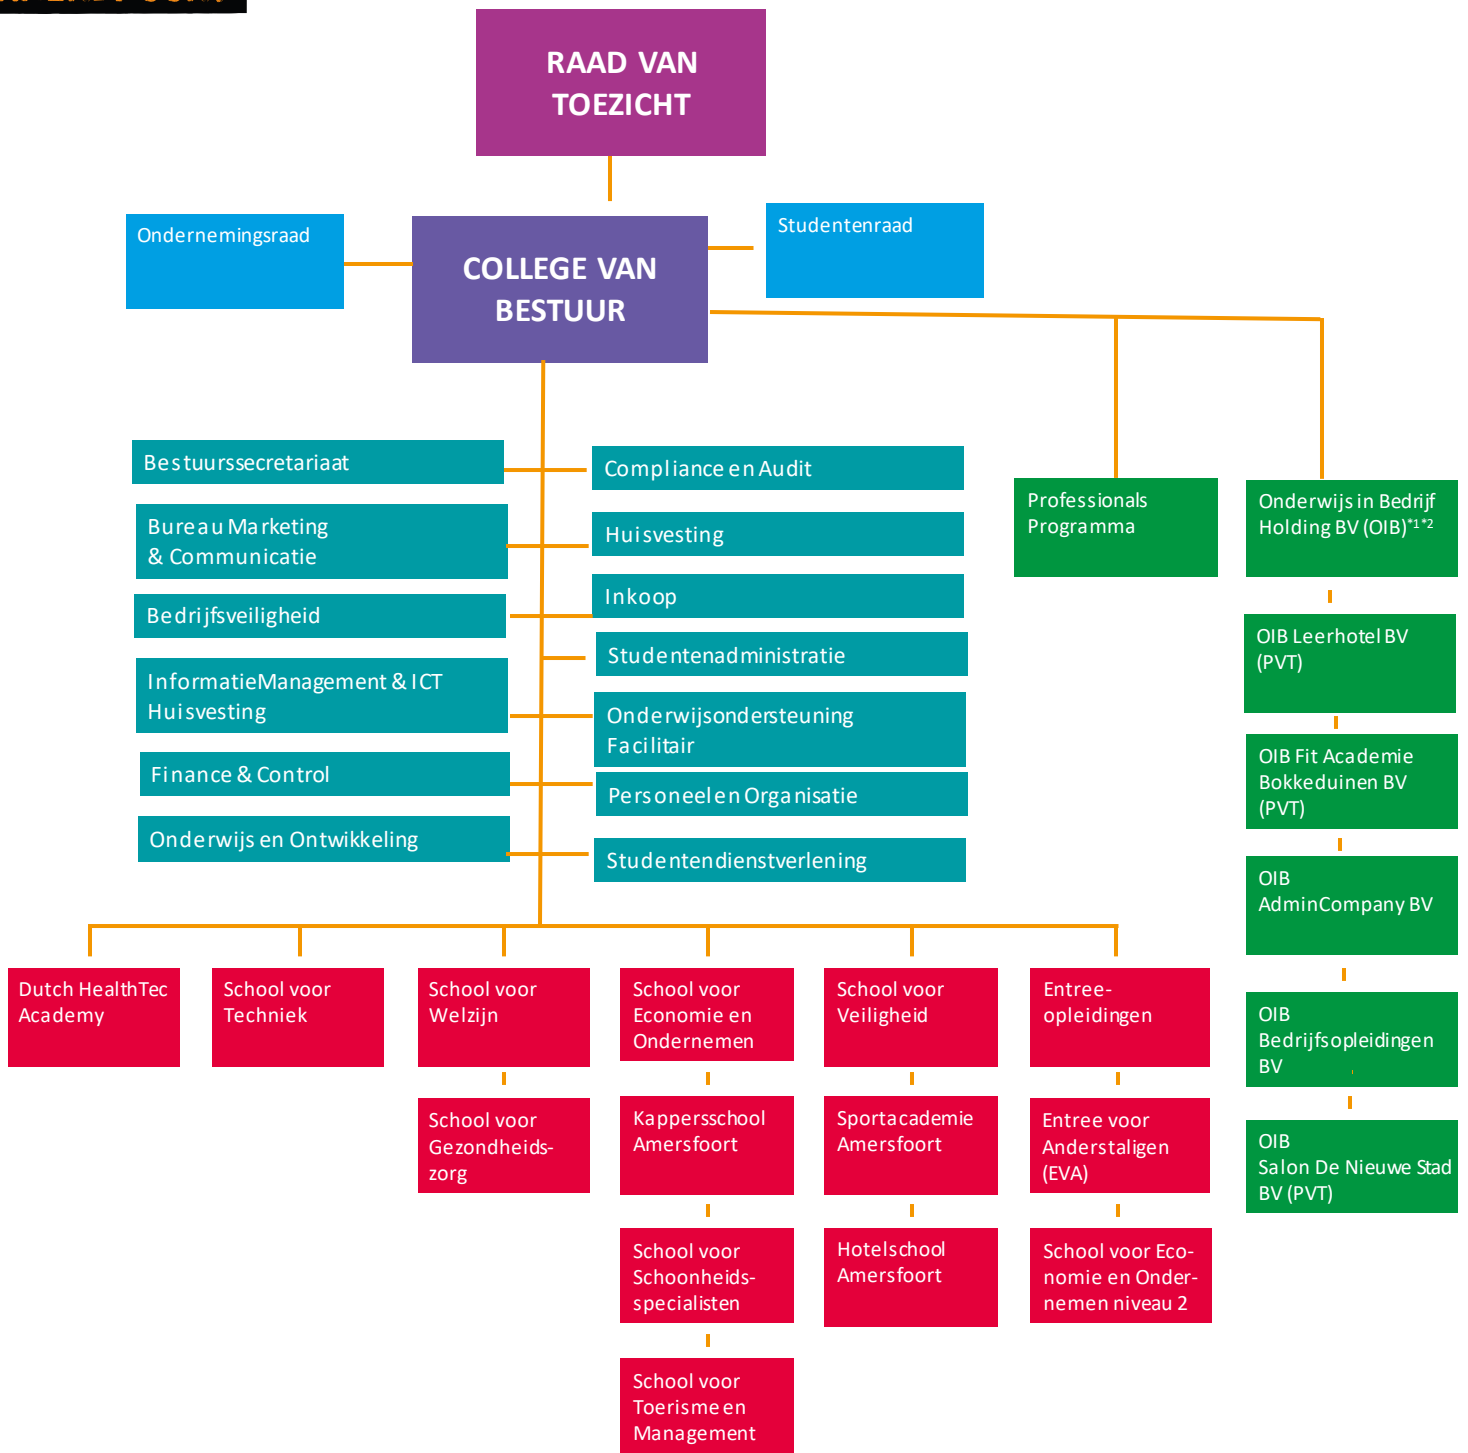 RAAD VAN
TOEZICHT
Ondernemingsraad
COLLEGE VAN
BESTUUR
Studentenraad
Bestuurssecretariaat
Compliance en Audit
Bureau Marketing
& Communicatie
Huisvesting
Bedrijfsveiligheid
Inkoop
Studentenadministratie
InformatieManagement & ICT
Huisvesting
Onderwijsondersteuning
Facilitair
Finance & Control
Personeel en Organisatie
Onderwijs en Ontwikkeling
Studentendienstverlening
Professionals
Programma
Onderwijs in Bedrijf
Holding BV (OIB)*1*2
OIB Leerhotel BV
(PVT)
OIB Fit Academie
Bokkeduinen BV
(PVT)
OIB
AdminCompany BV
OIB
Bedrijfsopleidingen
BV
OIB
Salon De Nieuwe Stad
BV (PVT)
Dutch HealthTec
Academy
School voor
Techniek
School voor
Welzijn
School voor
Gezondheids-
zorg
School voor
Economie en
Ondernemen
Kappersschool
Amersfoort
School voor
Schoonheids-
specialisten
School voor
Toerisme en
Management
School voor
Veiligheid
Sportacademie
Amersfoort
Hotelschool
Amersfoort
Entree-
opleidingen
Entree voor
Anderstaligen
(EVA)
School voor Eco-
nomie en Onder-
nemen niveau 2